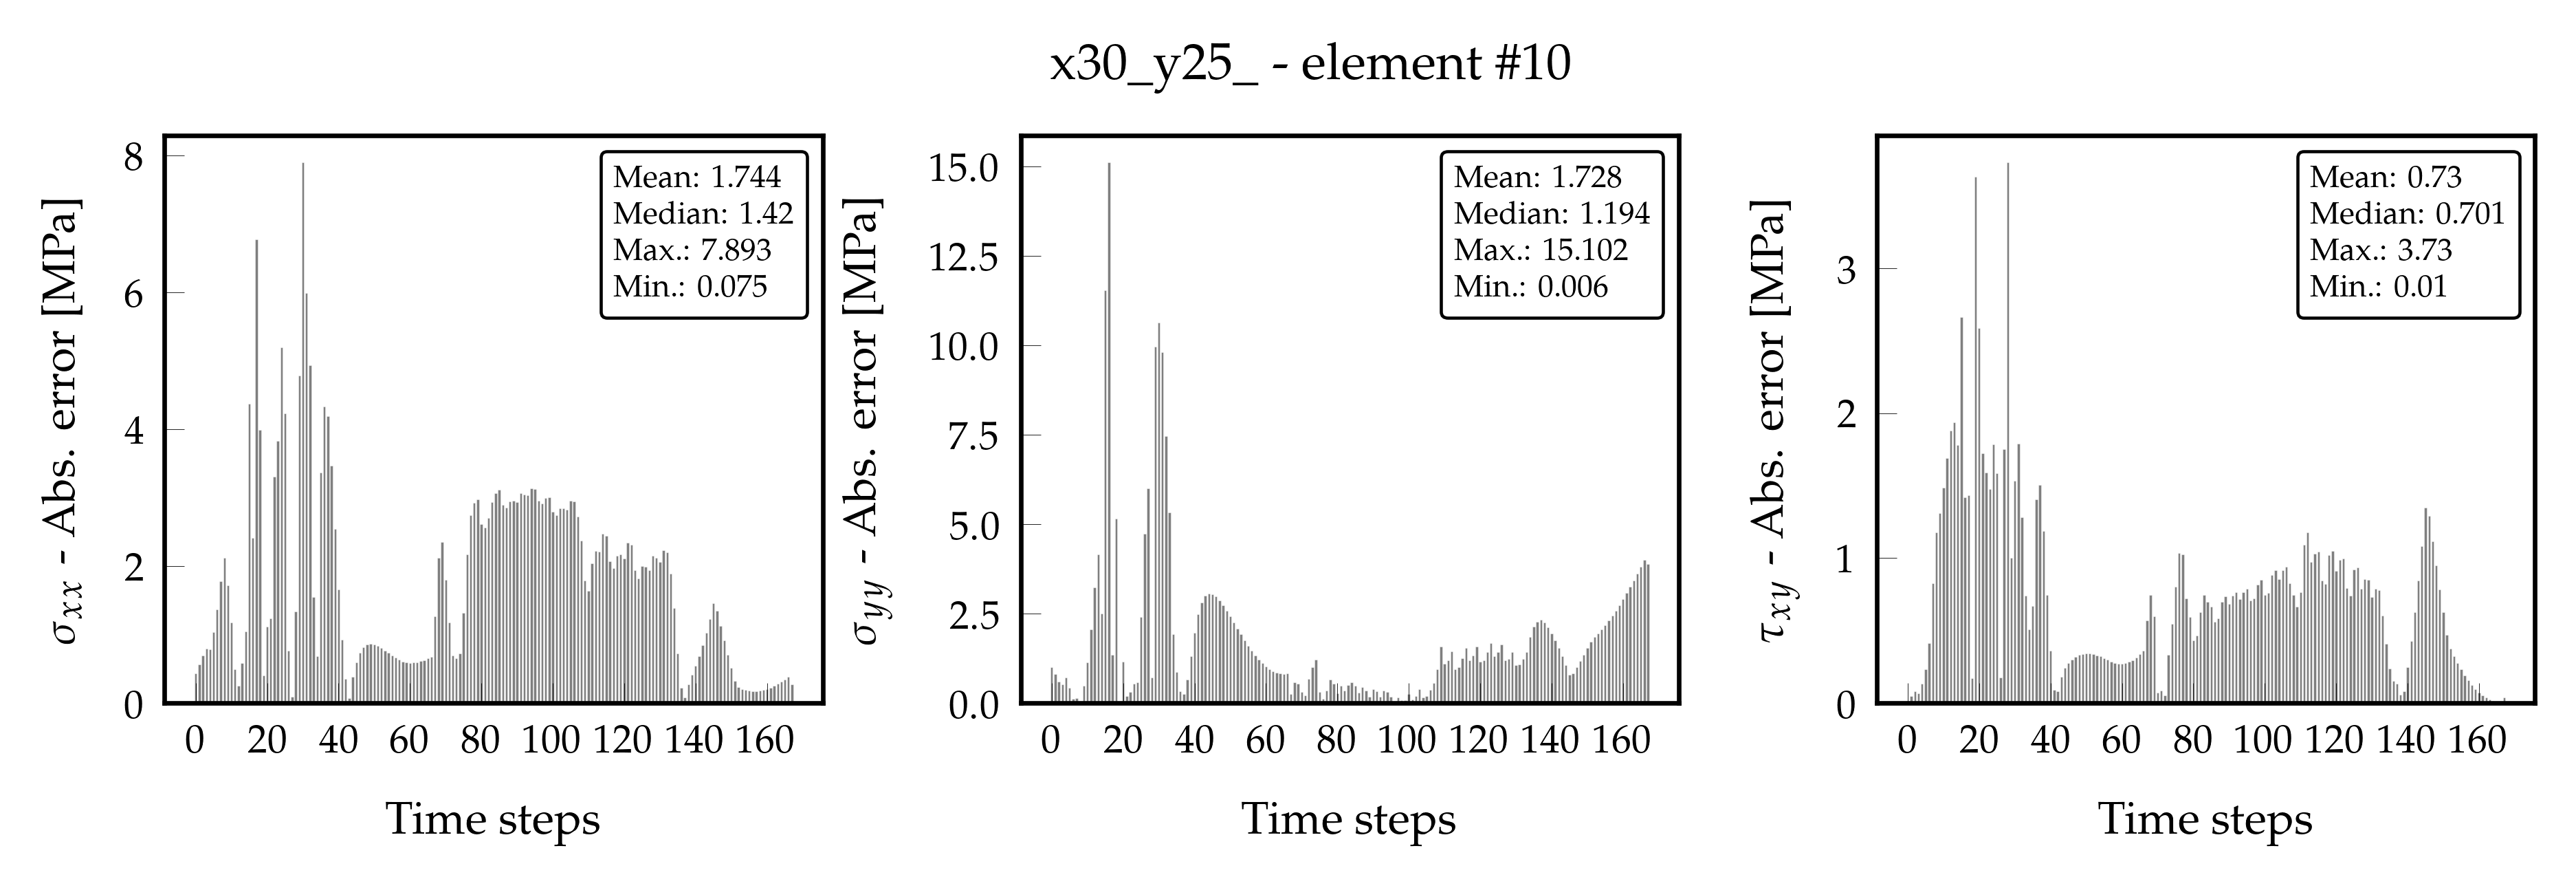 x30_y25_ - element #10
σxx - Abs. error [MPa]
8
6
4
2
0
Mean: 1.744
Median: 1.42
Max.: 7.893
Min.: 0.075
0 20 40 60 80 100 120 140 160
Time steps
σyy - Abs. error [MPa]
15.0
12.5
10.0
7.5
5.0
2.5
0.0
Mean: 1.728
Median: 1.194
Max.: 15.102
Min.: 0.006
0 20 40 60 80 100 120 140 160
Time steps
τxy - Abs. error [MPa]
3
2
1
0
Mean: 0.73
Median: 0.701
Max.: 3.73
Min.: 0.01
0 20 40 60 80 100 120 140 160
Time steps